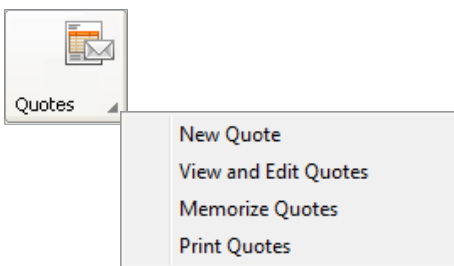 Quotes
New Quote
View and Edit Quotes
Memorize Quotes
Print Quotes